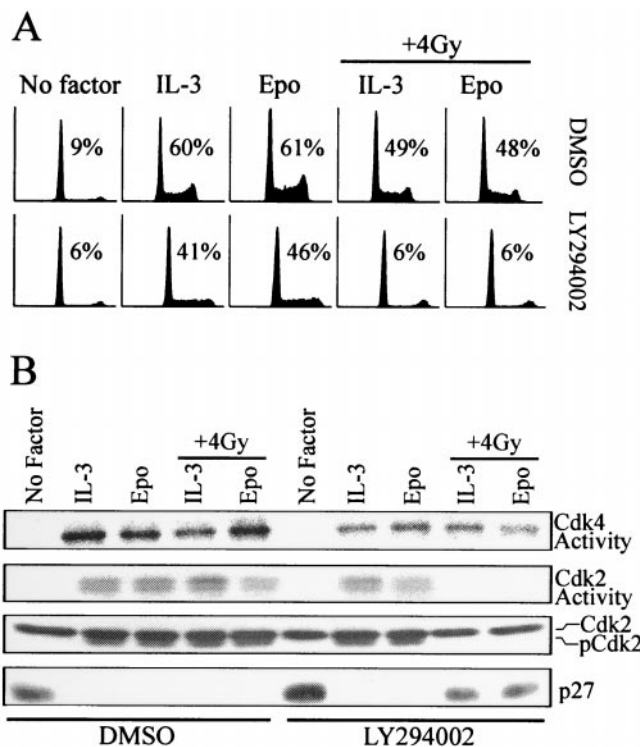 A
+4Gy
No factor IL-3 Epo IL-3 Epo
9% 60% 61% 49% 48%
DMSO
6% 41% 46% 6% 6%
LY294002
B
+4Gy +4Gy
No Factor IL-3 Epo IL-3 Epo No Factor IL-3 Epo IL-3 Epo
Cdk4
Activity
Cdk2
Activity
Cdk2
pCdk2
p27
DMSO LY294002